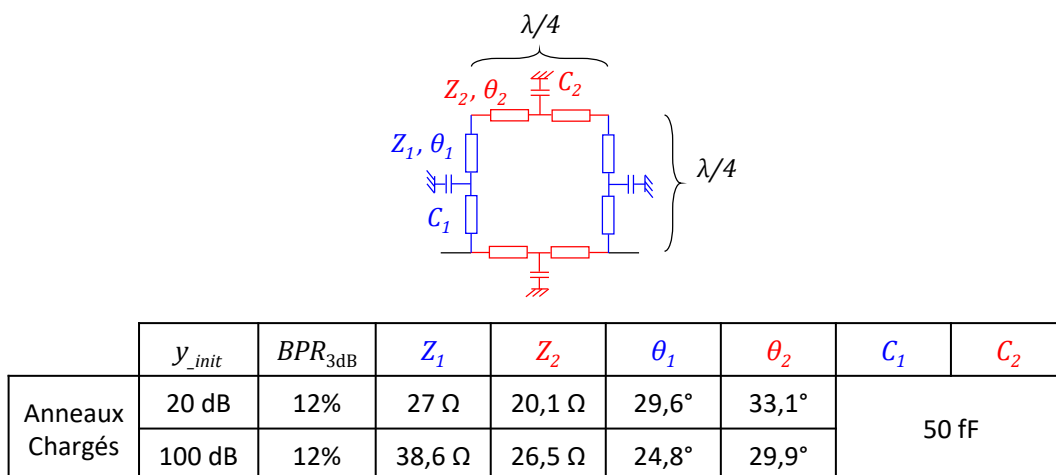 λ/4
Z₂, θ₂
C₂
Z₁, θ₁
λ/4
C₁
y_init BPR3dB Z₁ Z₂ θ₁ θ₂ C₁ C₂
Anneaux Chargés
20 dB 12% 27 Ω 20,1 Ω 29,6° 33,1° 50 fF
100 dB 12% 38,6 Ω 26,5 Ω 24,8° 29,9°